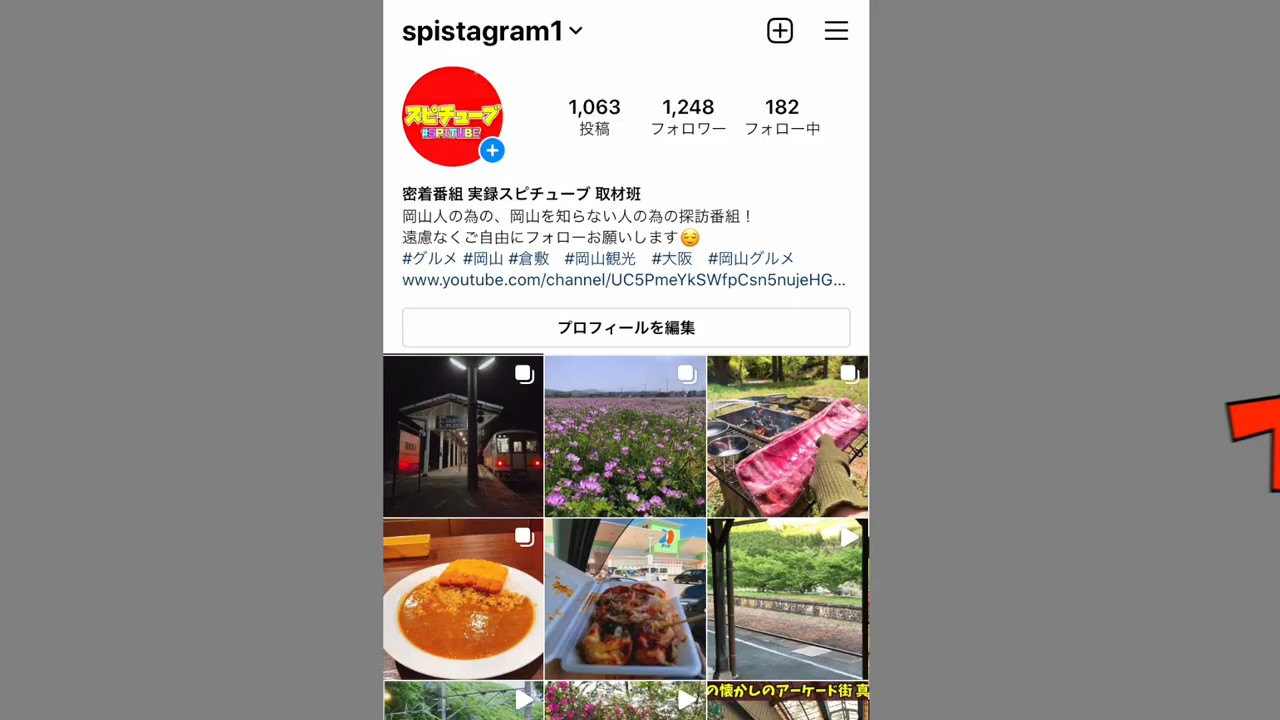 spistagram1
スピチューブ
#SPITUBE
1,063
投稿
1,248
フォロワー
182
フォロー中
密着番組 実録スピチューブ 取材班
岡山人の為の、岡山を知らない人の為の探訪番組！
遠慮なくご自由にフォローお願いします😌
#グルメ #岡山 #倉敷　#岡山観光　#大阪　#岡山グルメ
www.youtube.com/channel/UC5PmeYkSWfpCsn5nujeHG...
プロフィールを編集
の懐かしのアーケード街 真